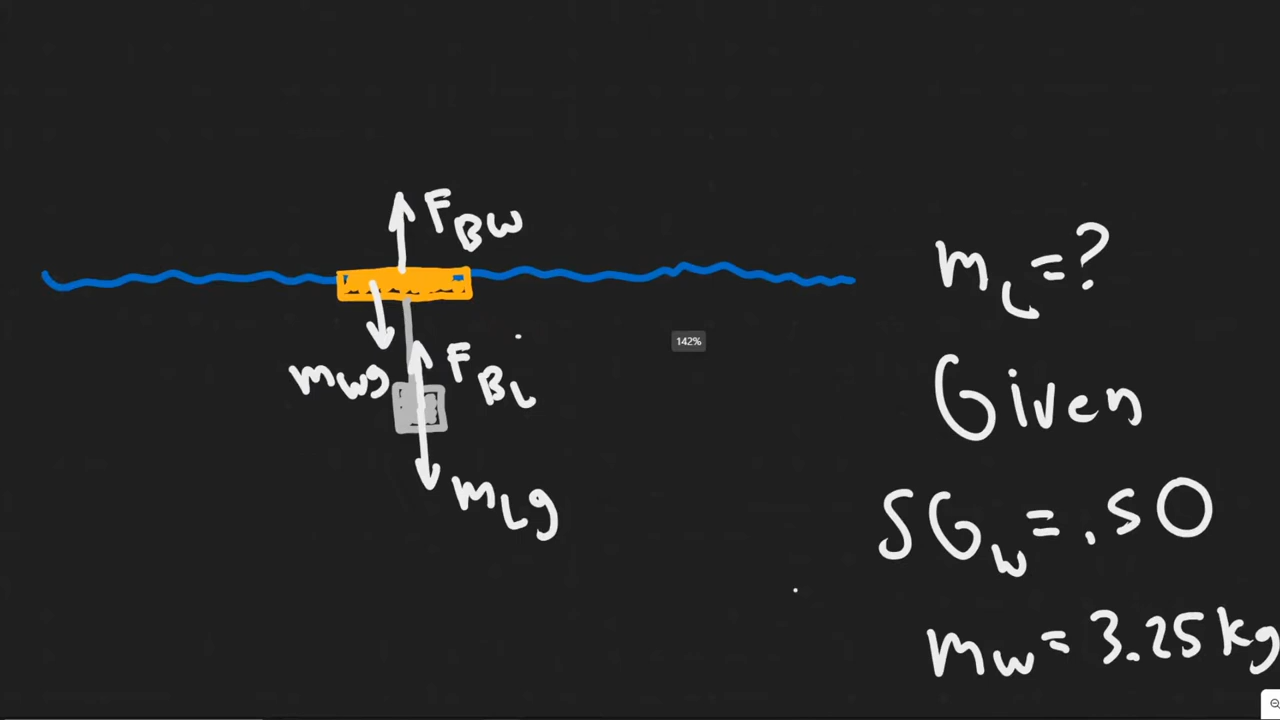 F_BW
m_wg
F_BL
m_Lg
142%
m_L = ?
Given
SG_w = .50
m_w = 3.25 kg